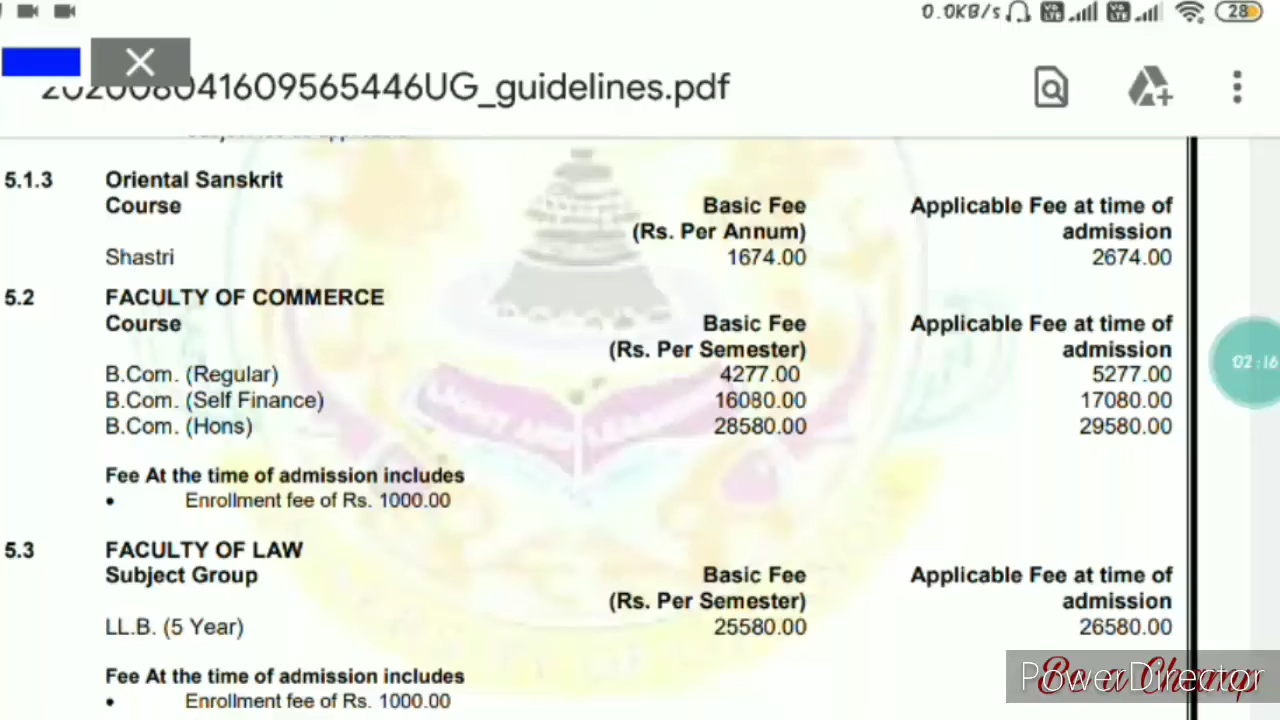 0.0KB/s
28
202008041609565446UG_guidelines.pdf
5.1.3 Oriental Sanskrit
Course Basic Fee Applicable Fee at time of
(Rs. Per Annum) admission
Shastri 1674.00 2674.00
5.2 FACULTY OF COMMERCE
Course Basic Fee Applicable Fee at time of
(Rs. Per Semester) admission
B.Com. (Regular) 4277.00 5277.00
B.Com. (Self Finance) 16080.00 17080.00
B.Com. (Hons) 28580.00 29580.00
Fee At the time of admission includes
• Enrollment fee of Rs. 1000.00
5.3 FACULTY OF LAW
Subject Group Basic Fee Applicable Fee at time of
(Rs. Per Semester) admission
LL.B. (5 Year) 25580.00 26580.00
Fee At the time of admission includes
• Enrollment fee of Rs. 1000.00
02:16
Be a Champ
PowerDirector